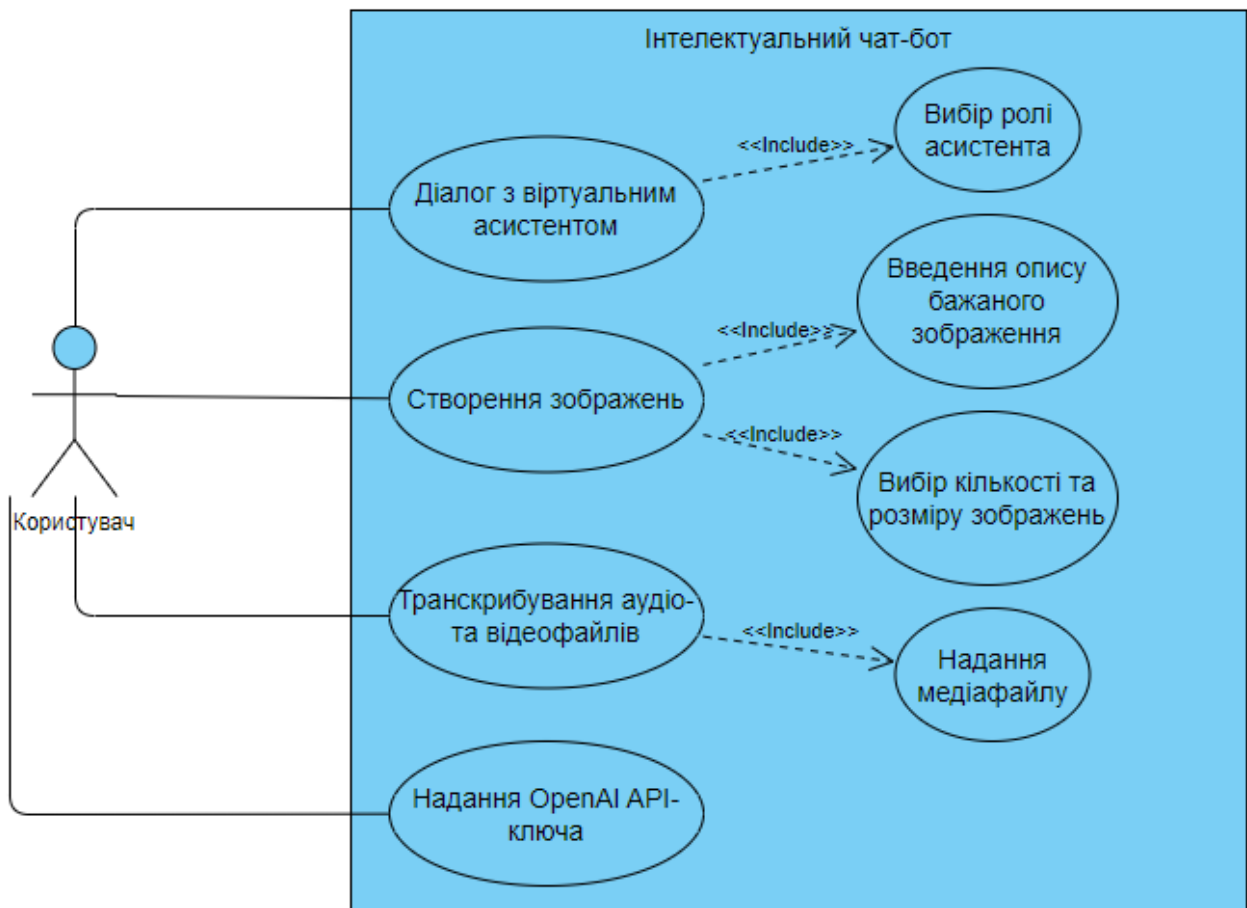 Інтелектуальний чат-бот
Вибір ролі
асистента
<<Include>>
Діалог з віртуальним
асистентом
Введення опису
бажаного
зображення
<<Include>>
Створення зображень
<<Include>>
Вибір кількості та
розміру зображень
Користувач
Транскрибування аудіо-
та відеофайлів
<<Include>>
Надання
медіафайлу
Надання OpenAI API-
ключа